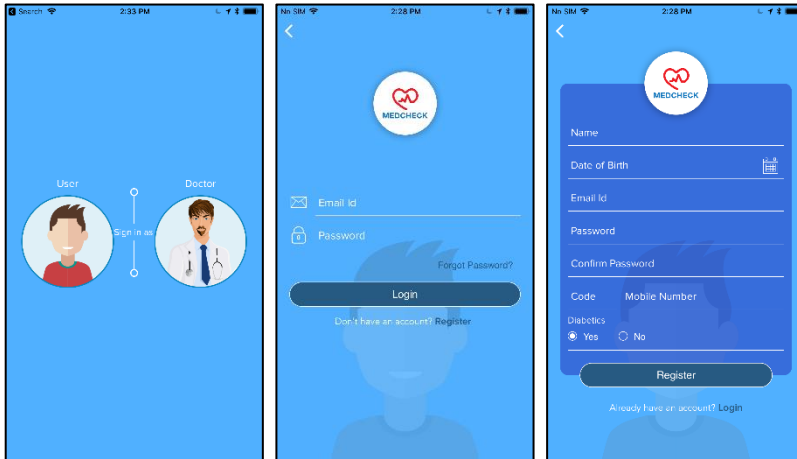 Search
2:33 PM
User
Doctor
Sign in as
No SIM
2:28 PM
MEDCHECK
Email Id
Password
Forgot Password?
Login
Don't have an account? Register
No SIM
2:28 PM
MEDCHECK
Name
Date of Birth
Email Id
Password
Confirm Password
Code Mobile Number
Diabetics
Yes No
Register
Already have an account? Login